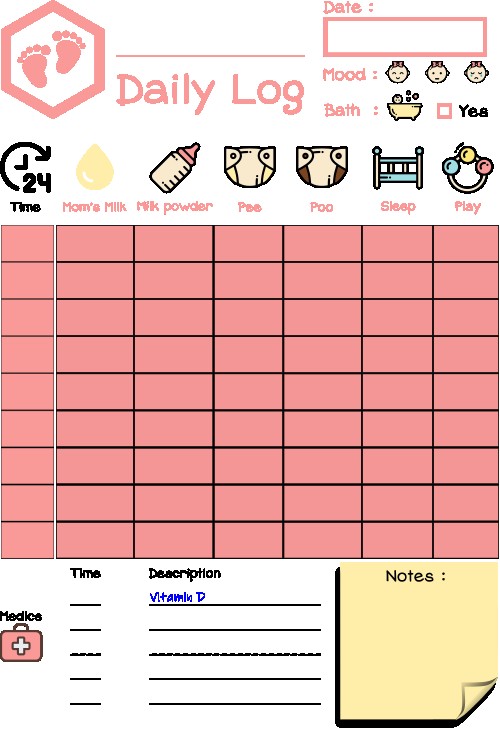 Date :
Daily Log
Mood :
Bath :
Yes
24
Time
Mom's Milk
Milk powder
Pee
Poo
Sleep
Play
Time
Description
Notes :
Vitamin D
Medics